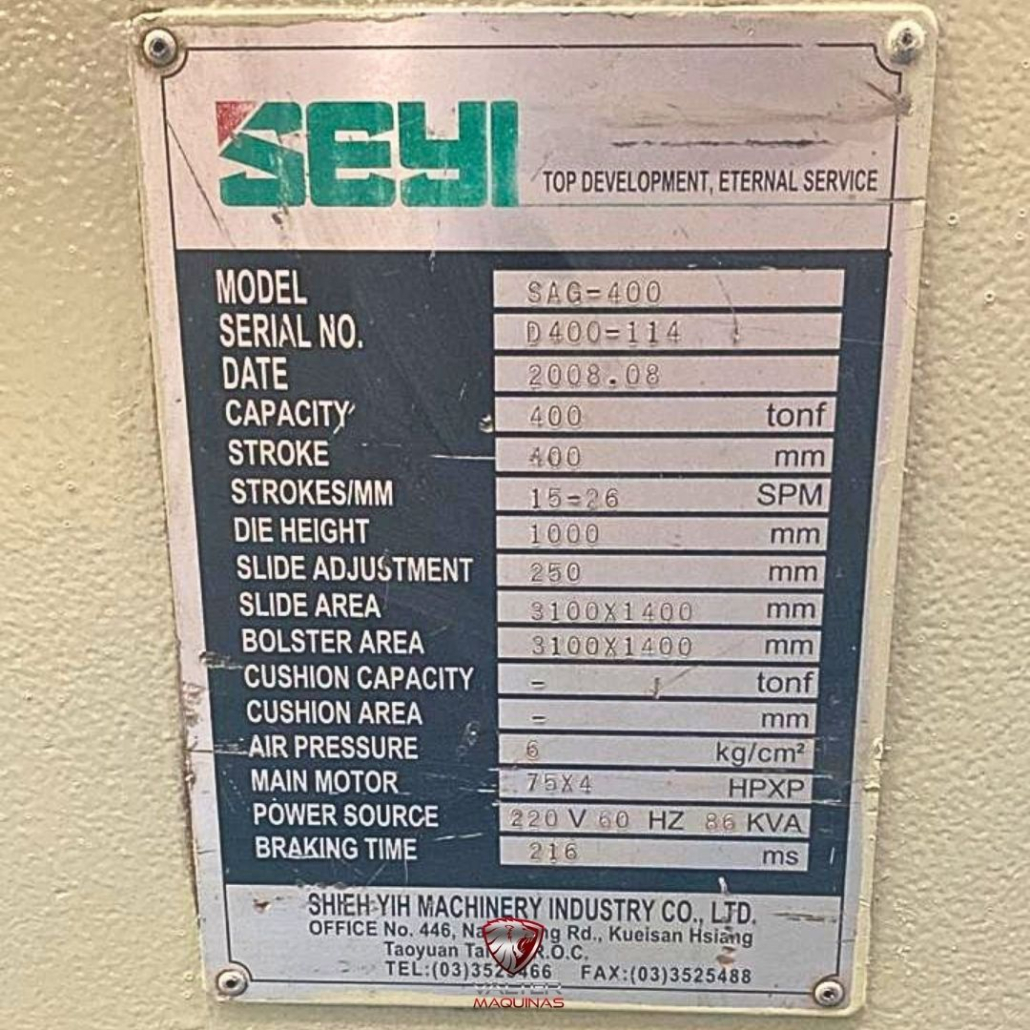 SEYI
TOP DEVELOPMENT, ETERNAL SERVICE
MODEL SAG-400
SERIAL NO. D400-114
DATE 2008.08
CAPACITY 400 tonf
STROKE 400 mm
STROKES/MM 15-26 SPM
DIE HEIGHT 1000 mm
SLIDE ADJUSTMENT 250 mm
SLIDE AREA 3100X1400 mm
BOLSTER AREA 3100X1400 mm
CUSHION CAPACITY - tonf
CUSHION AREA - mm
AIR PRESSURE 6 kg/cm²
MAIN MOTOR 75X4 HPXP
POWER SOURCE 220 V 60 HZ 86 KVA
BRAKING TIME 216 ms
SHIEH YIH MACHINERY INDUSTRY CO., LTD.
OFFICE No. 446, Rd., Kueisan Hsiang
Taoyuan R.O.C.
TEL: FAX:(03)3525488
VALTER
MAQUINAS